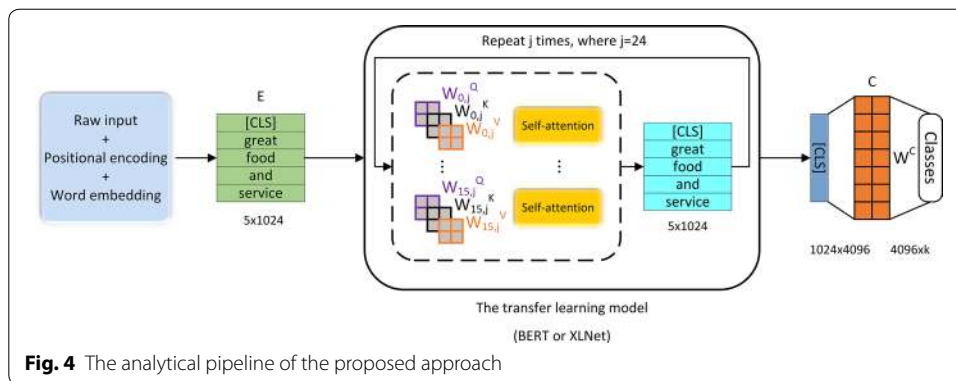 Repeat j times, where j=24
Raw input
+
Positional encoding
+
Word embedding
E
[CLS]
great
food
and
service
5x1024
W0,j^Q
W0,j^K
W0,j^V
Self-attention
⋮ ⋮
W15,j^Q
W15,j^K
W15,j^V
Self-attention
[CLS]
great
food
and
service
5x1024
C
[CLS]
W^C
Classes
1024x4096 4096xk
The transfer learning model
(BERT or XLNet)
Fig. 4 The analytical pipeline of the proposed approach